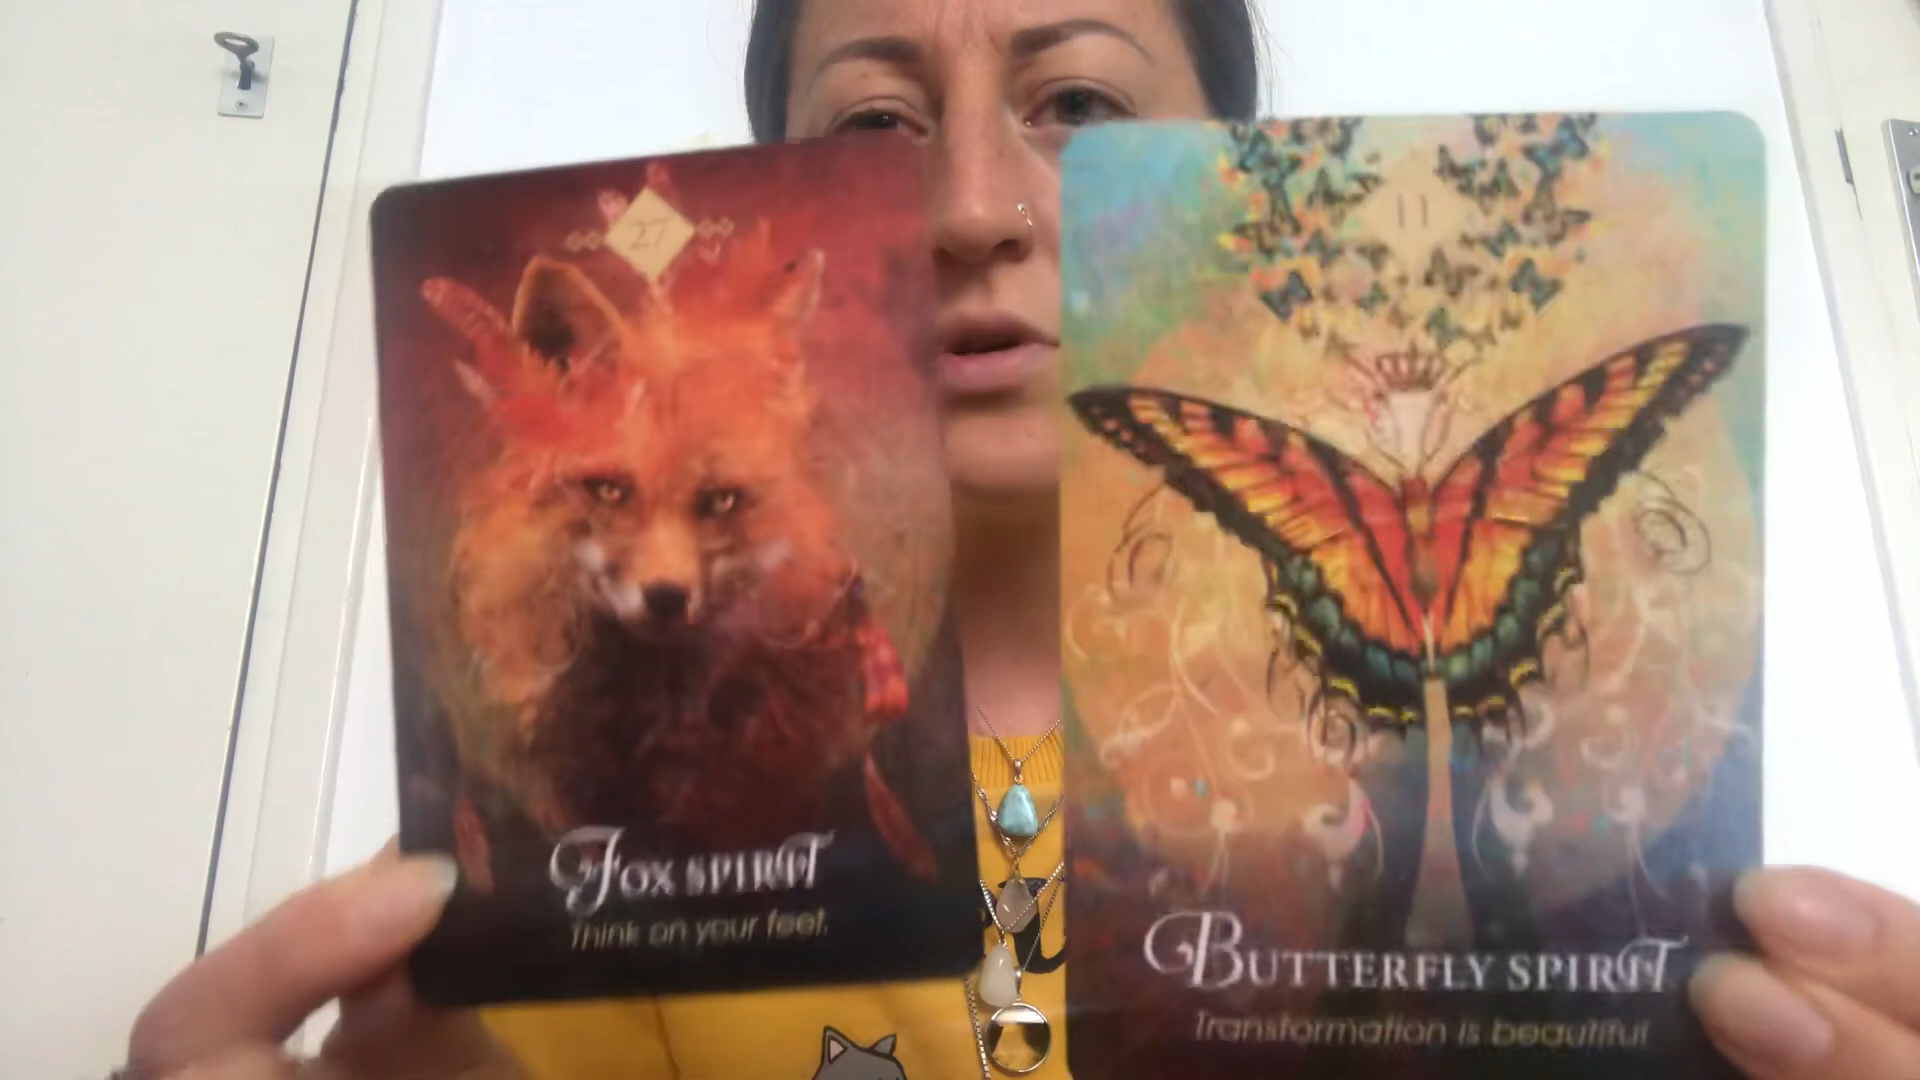 27
Fox Spirit
Think on your feet.
11
Butterfly Spirit
Transformation is beautiful